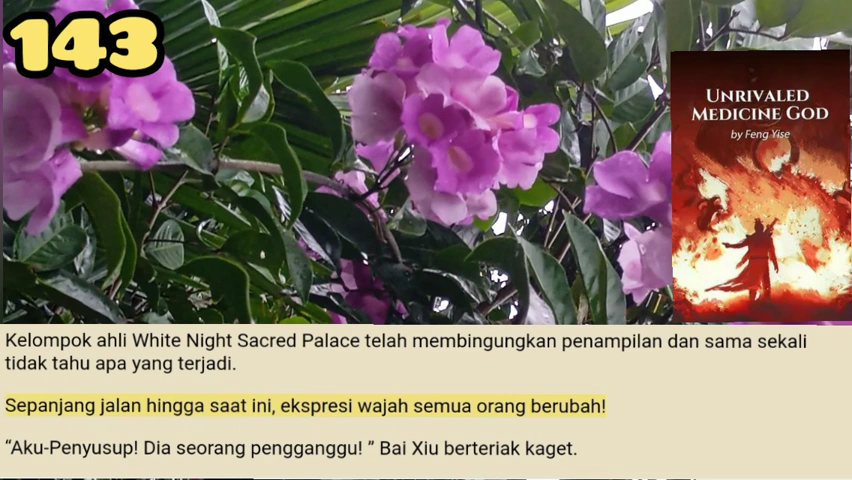 143
UNRIVALED
MEDICINE GOD
by Feng Yise
Kelompok ahli White Night Sacred Palace telah membingungkan penampilan dan sama sekali
tidak tahu apa yang terjadi.
Sepanjang jalan hingga saat ini, ekspresi wajah semua orang berubah!
“Aku-Penyusup! Dia seorang pengganggu! ” Bai Xiu berteriak kaget.